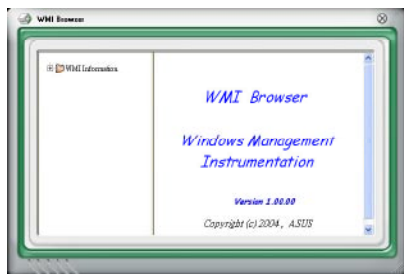 WMI Browser
WMI Information
WMI Browser
Windows Management
Instrumentation
Version 1.00.00
Copyright (c) 2004, ASUS